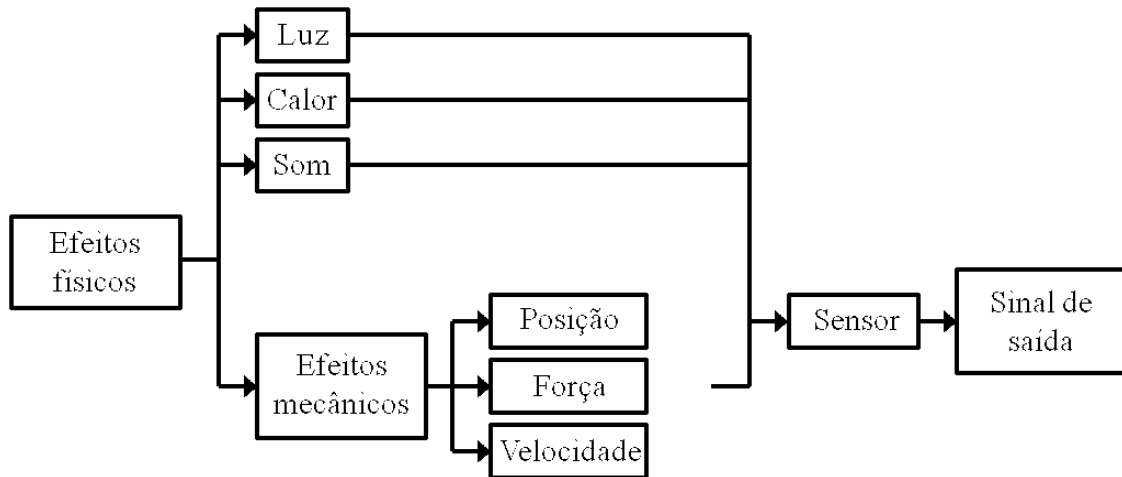 Luz
Calor
Som
Efeitos
físicos
Efeitos
mecânicos
Posição
Força
Velocidade
Sensor
Sinal de
saída